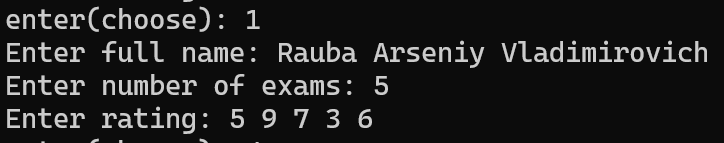 enter(choose): 1
Enter full name: Rauba Arseniy Vladimirovich
Enter number of exams: 5
Enter rating: 5 9 7 3 6